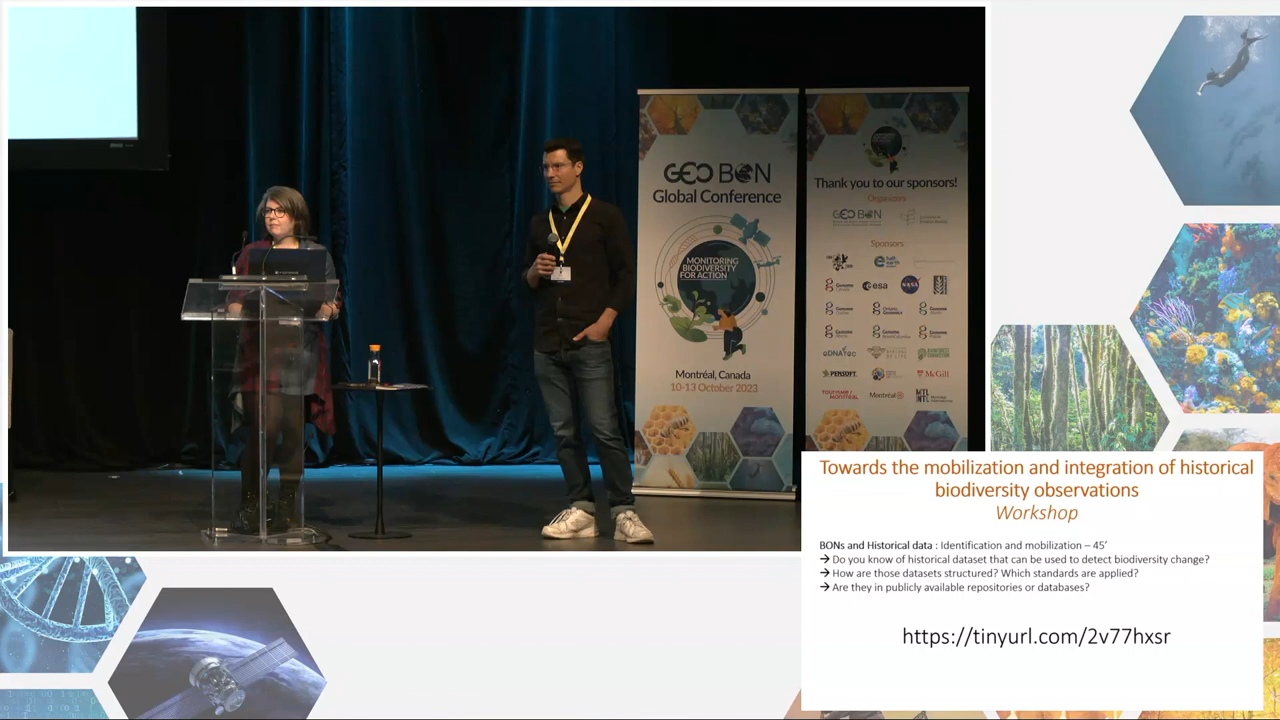 GEO BON
Global Conference
MONITORING
BIODIVERSITY
FOR ACTION
Montréal, Canada
10-13 October 2023
Thank you to our sponsors!
Organizers
GEO BON
Sponsors
esa
NASA
eDNAtec
PENSOFT
McGill
TOURISME /
MONTRÉAL
Montréal
Towards the mobilization and integration of historical
biodiversity observations
Workshop
BONs and Historical data : Identification and mobilization – 45’
→ Do you know of historical dataset that can be used to detect biodiversity change?
→ How are those datasets structured? Which standards are applied?
→ Are they in publicly available repositories or databases?
https://tinyurl.com/2v77hxsr